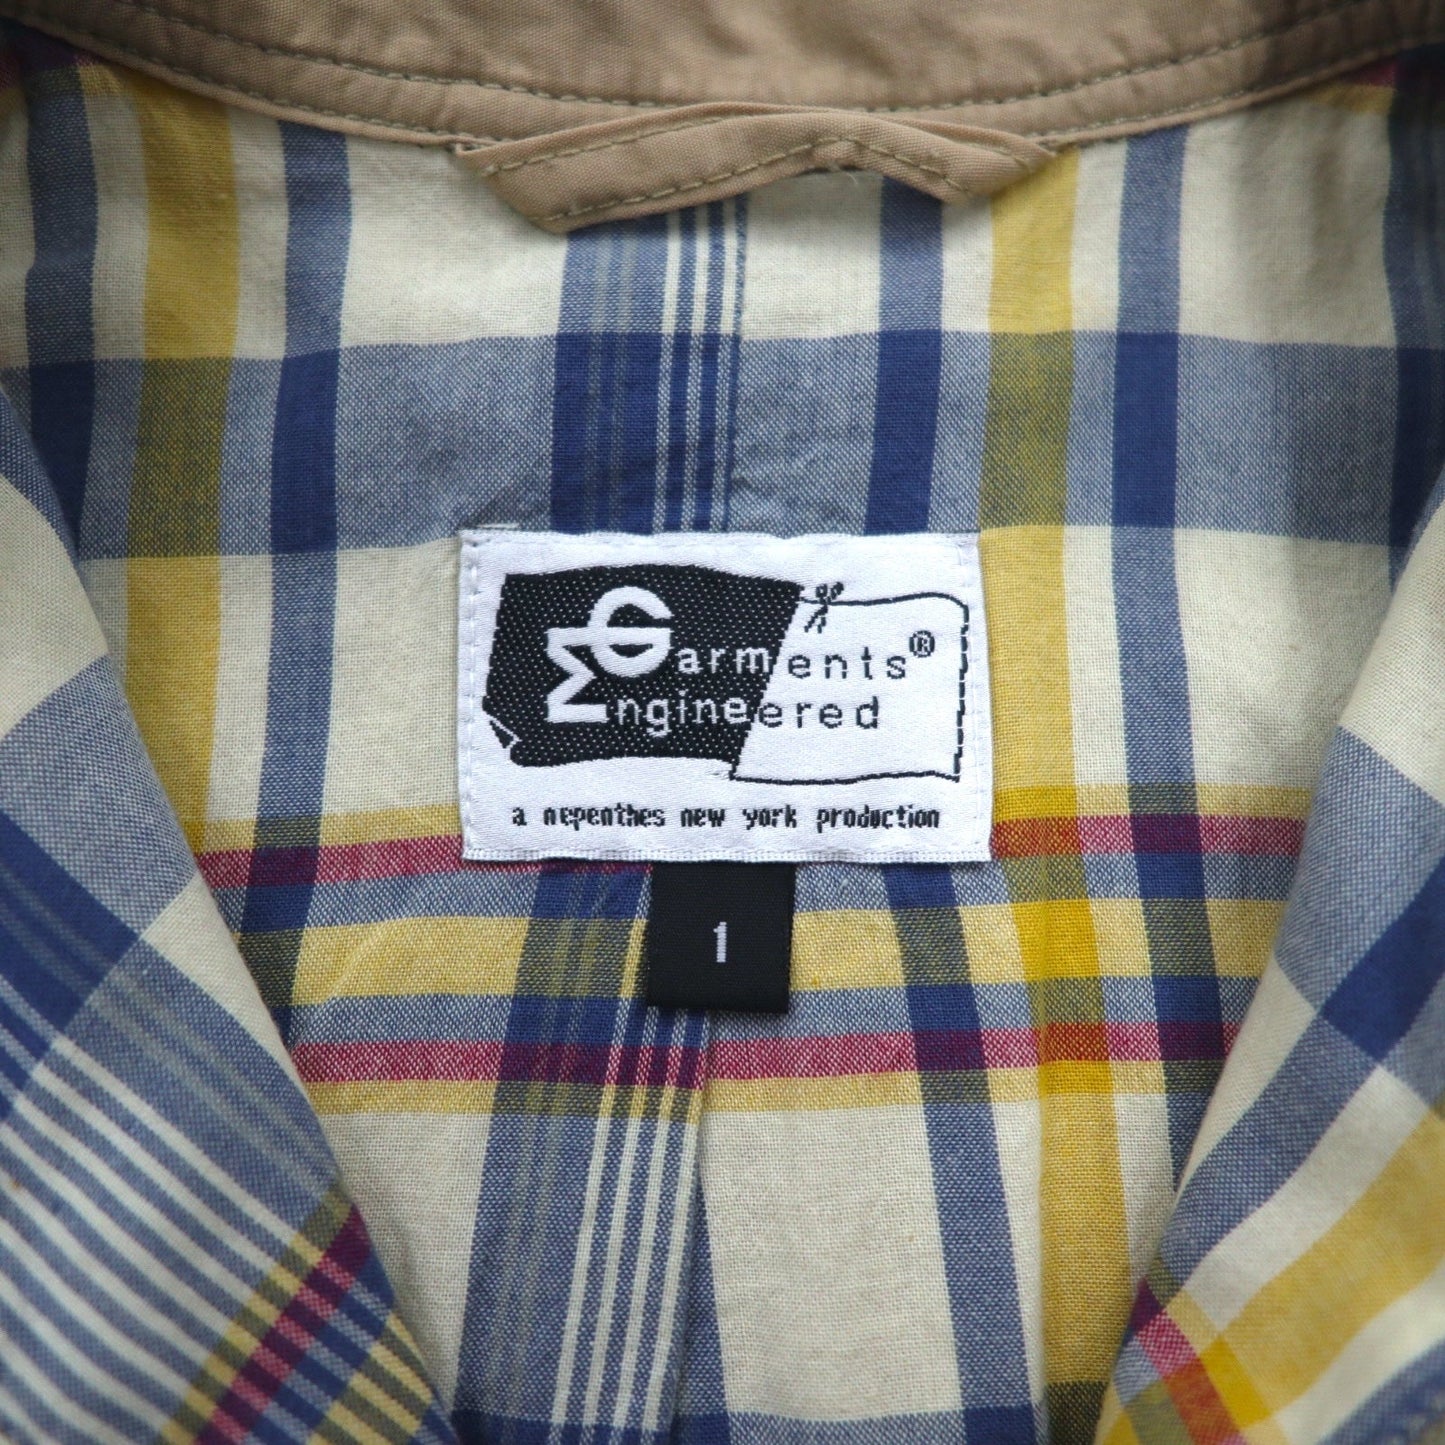 Garments®
Engineered
a nepenthes new york production
1